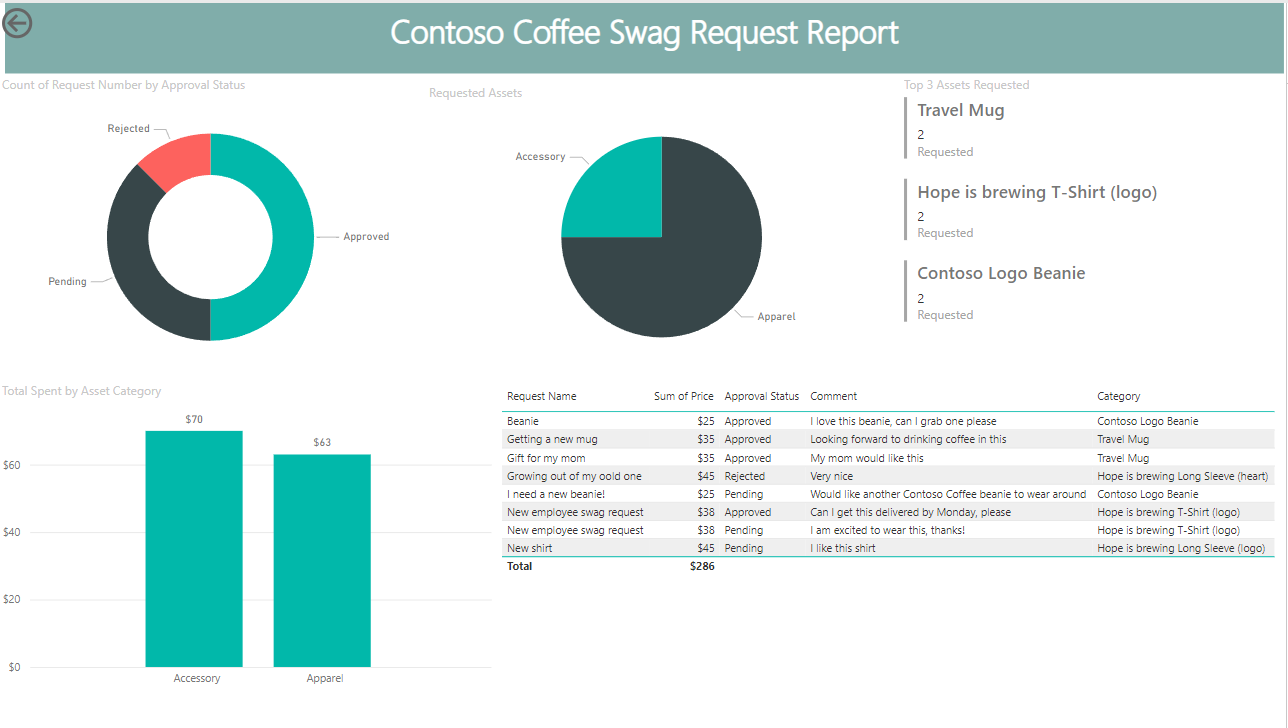 Contoso Coffee Swag Request Report
Count of Request Number by Approval Status
Rejected
Approved
Pending
Requested Assets
Accessory
Apparel
Top 3 Assets Requested
Travel Mug
2
Requested
Hope is brewing T-Shirt (logo)
2
Requested
Contoso Logo Beanie
2
Requested
Total Spent by Asset Category
$70
$63
$60
$40
$20
$0
Accessory Apparel
Request Name Sum of Price Approval Status Comment Category
Beanie $25 Approved I love this beanie, can I grab one please Contoso Logo Beanie
Getting a new mug $35 Approved Looking forward to drinking coffee in this Travel Mug
Gift for my mom $35 Approved My mom would like this Travel Mug
Growing out of my oold one $45 Rejected Very nice Hope is brewing Long Sleeve (heart)
I need a new beanie! $25 Pending Would like another Contoso Coffee beanie to wear around Contoso Logo Beanie
New employee swag request $38 Approved Can I get this delivered by Monday, please Hope is brewing T-Shirt (logo)
New employee swag request $38 Pending I am excited to wear this, thanks! Hope is brewing T-Shirt (logo)
New shirt $45 Pending I like this shirt Hope is brewing Long Sleeve (logo)
Total $286